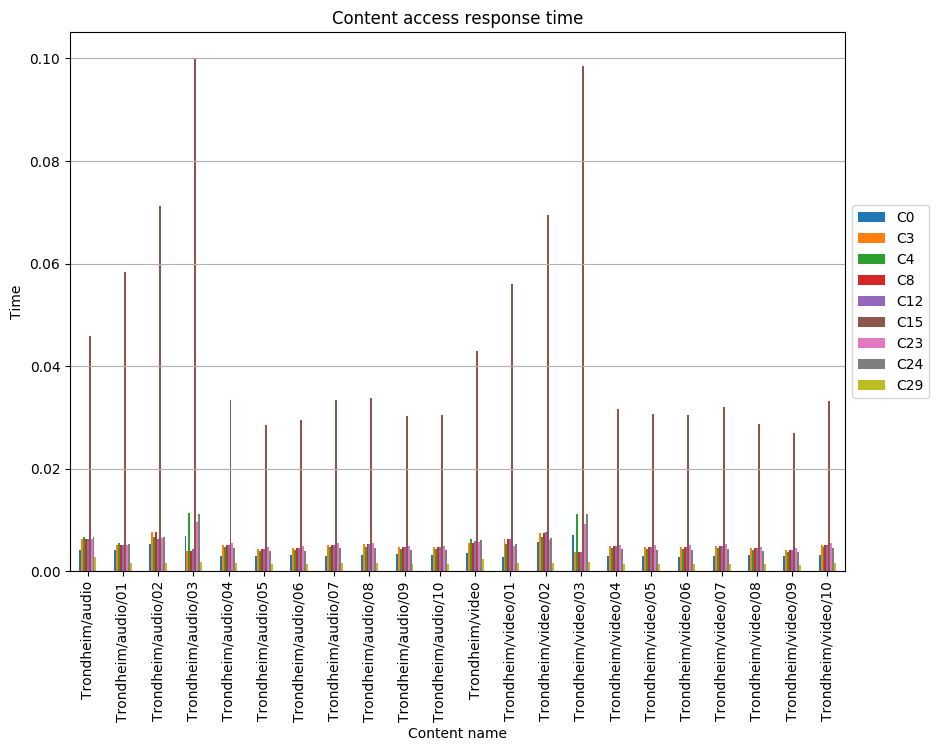 Content access response time
Time
0.10
0.08
0.06
0.04
0.02
0.00
Trondheim/audio
Trondheim/audio/01
Trondheim/audio/02
Trondheim/audio/03
Trondheim/audio/04
Trondheim/audio/05
Trondheim/audio/06
Trondheim/audio/07
Trondheim/audio/08
Trondheim/audio/09
Trondheim/audio/10
Trondheim/video
Trondheim/video/01
Trondheim/video/02
Trondheim/video/03
Trondheim/video/04
Trondheim/video/05
Trondheim/video/06
Trondheim/video/07
Trondheim/video/08
Trondheim/video/09
Trondheim/video/10
Content name
C0
C3
C4
C8
C12
C15
C23
C24
C29